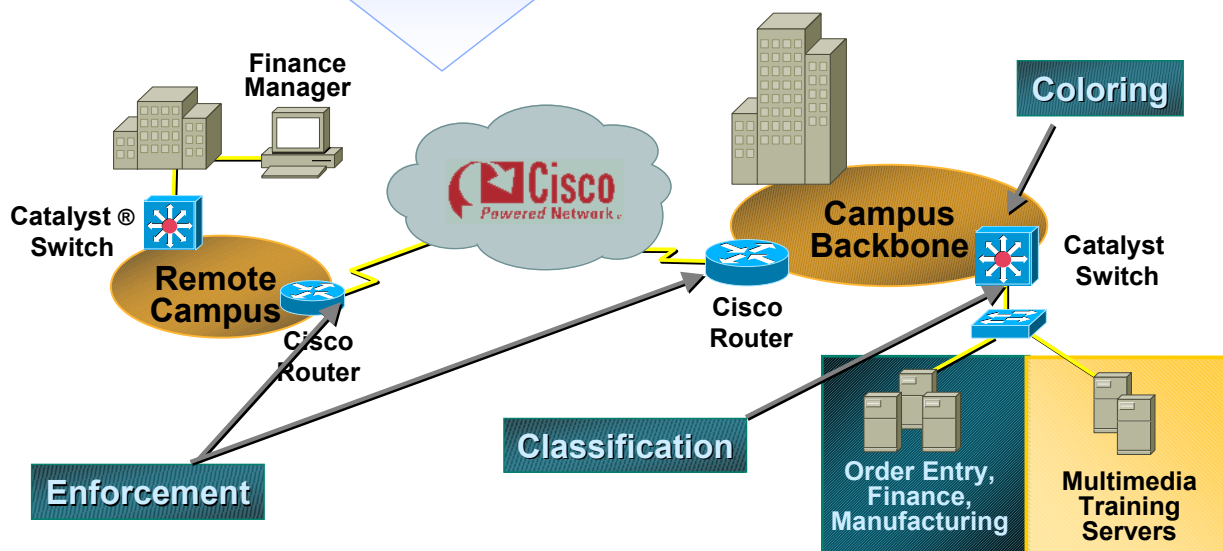 Finance
Manager
Coloring
Cisco
Powered Network.
Catalyst ®
Switch
Campus
Backbone
Catalyst
Switch
Remote
Campus
Cisco
Router
Cisco
Router
Classification
Enforcement
Order Entry,
Finance,
Manufacturing
Multimedia
Training
Servers